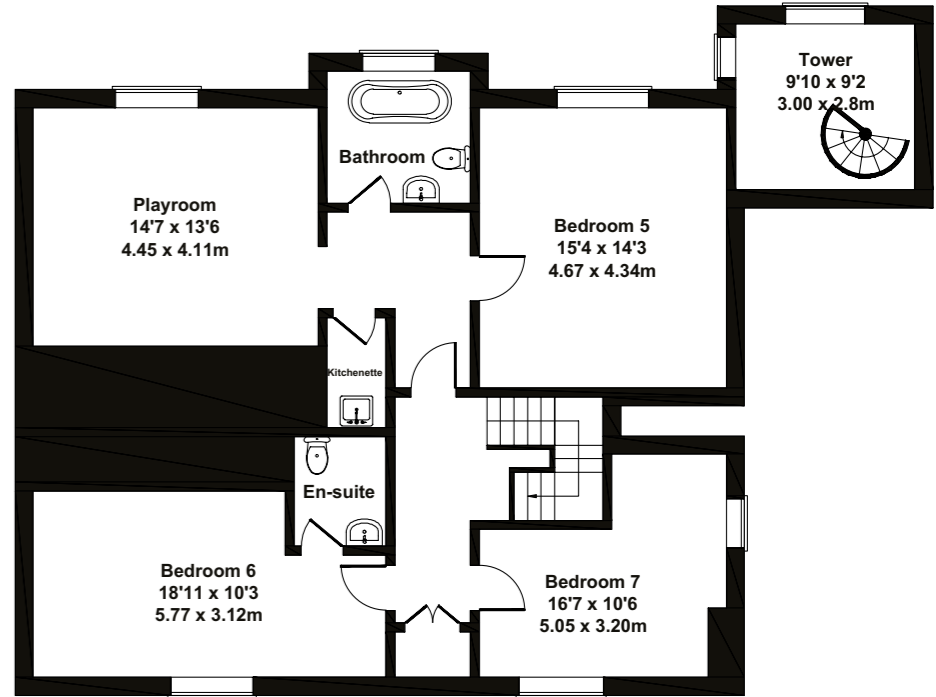 Tower
9'10 x 9'2
3.00 x 2.8m
Bathroom
Playroom
14'7 x 13'6
4.45 x 4.11m
Bedroom 5
15'4 x 14'3
4.67 x 4.34m
Kitchenette
En-suite
Bedroom 6
18'11 x 10'3
5.77 x 3.12m
Bedroom 7
16'7 x 10'6
5.05 x 3.20m